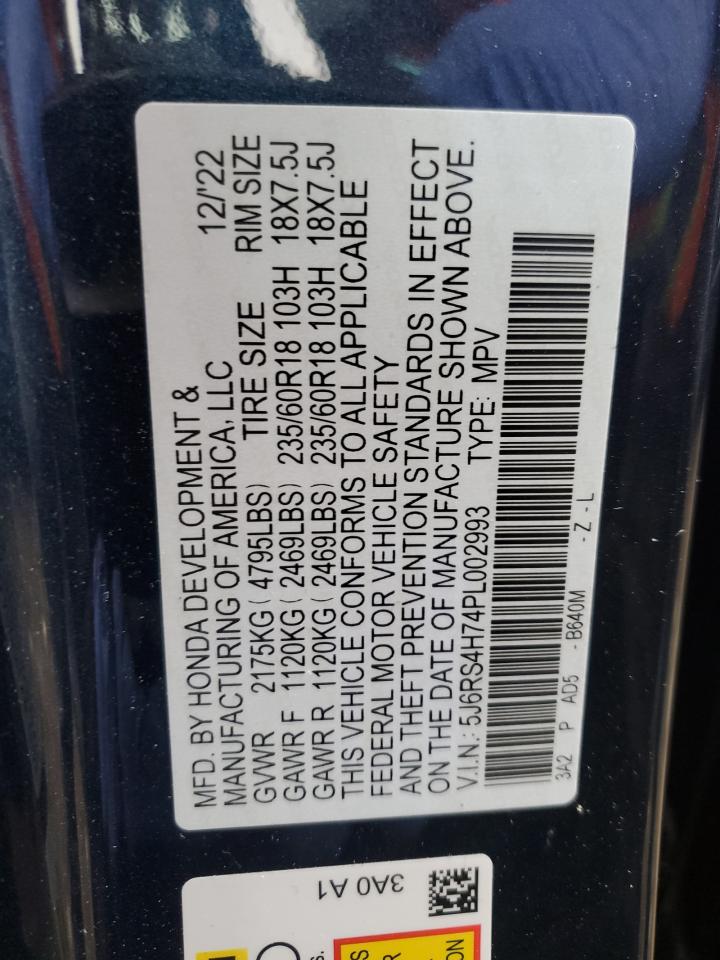 MFD. BY HONDA DEVELOPMENT &
MANUFACTURING OF AMERICA, LLC 12/'22
GVWR 2175KG ( 4795LBS) TIRE SIZE RIM SIZE
GAWR F 1120KG ( 2469LBS) 235/60R18 103H 18X7.5J
GAWR R 1120KG ( 2469LBS) 235/60R18 103H 18X7.5J
THIS VEHICLE CONFORMS TO ALL APPLICABLE
FEDERAL MOTOR VEHICLE SAFETY
AND THEFT PREVENTION STANDARDS IN EFFECT
ON THE DATE OF MANUFACTURE SHOWN ABOVE.
V.I.N.: 5J6RS4H74PL002993 TYPE: MPV
3A2 P AD5 -B640M -Z-L
3A0 A1